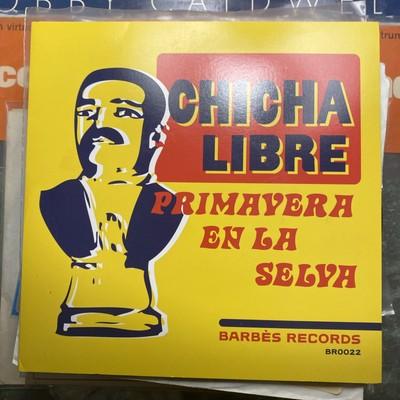 CHICHA
LIBRE
PRIMAVERA
EN LA
SELVA
BARBÈS RECORDS
BR0022